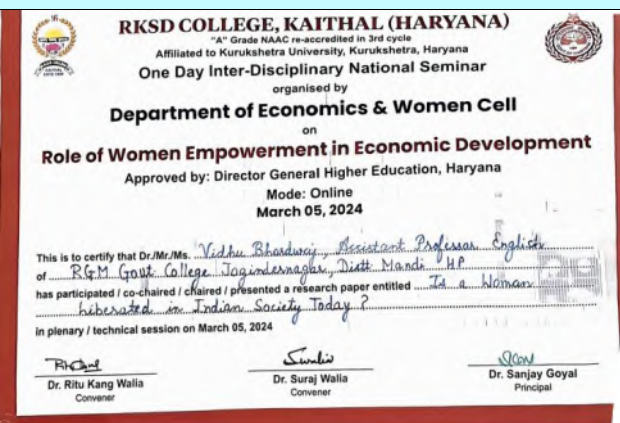 RKSD COLLEGE, KAITHAL (HARYANA)
"A" Grade NAAC re-accredited in 3rd cycle
Affiliated to Kurukshetra University, Kurukshetra, Haryana
One Day Inter-Disciplinary National Seminar
organised by
Department of Economics & Women Cell
on
Role of Women Empowerment in Economic Development
Approved by: Director General Higher Education, Haryana
Mode: Online
March 05, 2024
This is to certify that Dr./Mr./Ms. Vidhu Bhardwaj, Assistant Professor English
of RGM Govt College Jogindernagar, Distt Mandi HP
has participated / co-chaired / chaired / presented a research paper entitled Is a Woman
Liberated in Indian Society Today ?
in plenary / technical session on March 05, 2024
Dr. Ritu Kang Walia
Convener
Dr. Suraj Walia
Convener
Dr. Sanjay Goyal
Principal